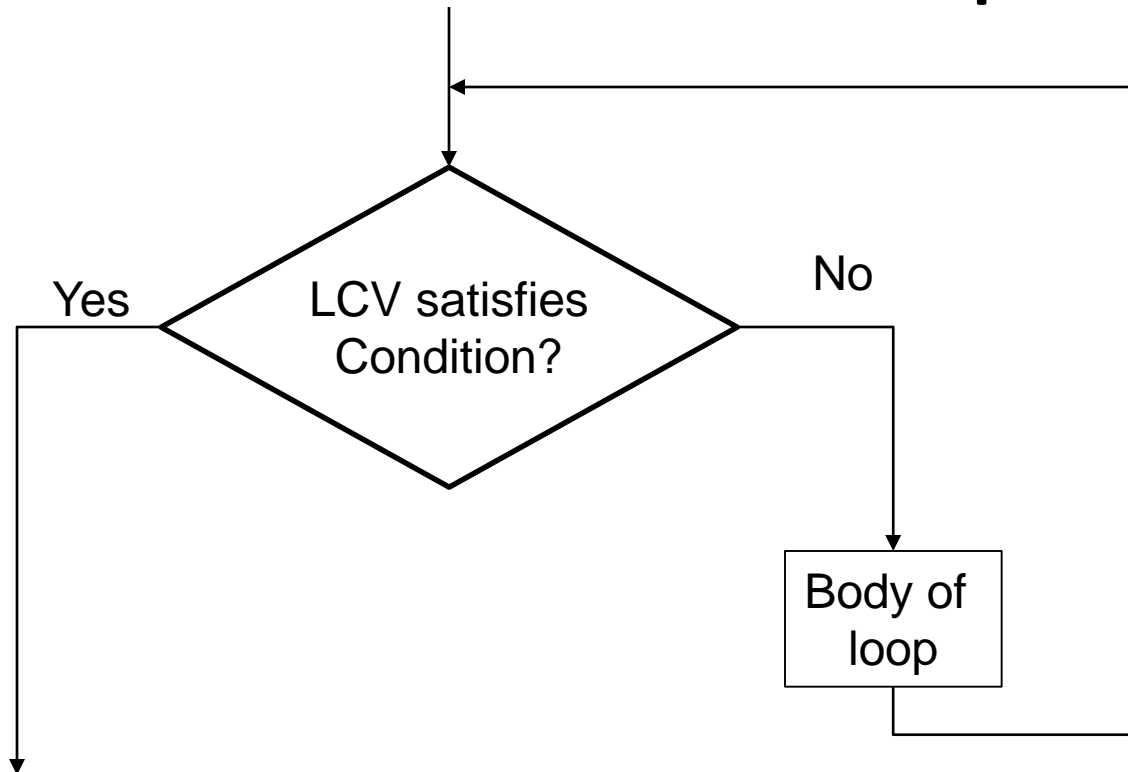 Yes
LCV satisfies
Condition?
No
Body of
loop